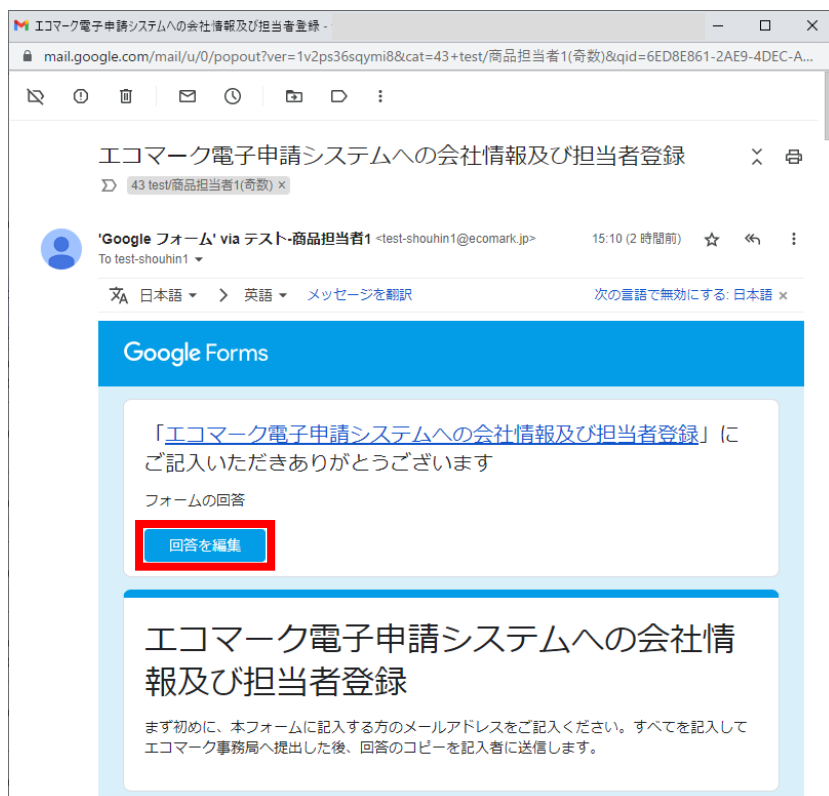 エコマーク電子申請システムへの会社情報及び担当者登録 -
mail.google.com/mail/u/0/popout?ver=1v2ps36sqymi8&cat=43+test/商品担当者1(奇数)&qid=6ED8E861-2AE9-4DEC-A...
エコマーク電子申請システムへの会社情報及び担当者登録
43 test/商品担当者1(奇数) ×
'Google フォーム' via テスト-商品担当者1 <test-shouhin1@ecomark.jp> 15:10 (2 時間前)
To test-shouhin1
日本語 > 英語 メッセージを翻訳 次の言語で無効にする: 日本語 ×
Google Forms
「エコマーク電子申請システムへの会社情報及び担当者登録」に
ご記入いただきありがとうございます
フォームの回答
回答を編集
エコマーク電子申請システムへの会社情
報及び担当者登録
まず初めに、本フォームに記入する方のメールアドレスをご記入ください。すべてを記入して
エコマーク事務局へ提出した後、回答のコピーを記入者に送信します。